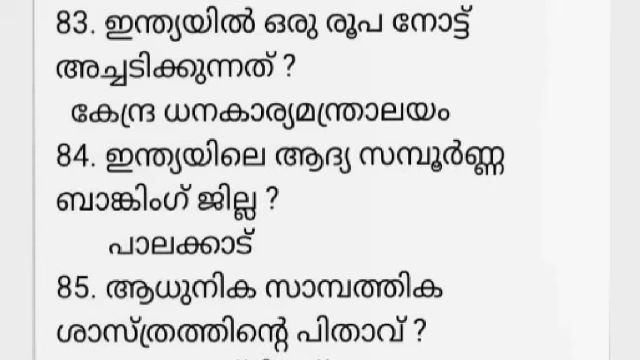 83. ഇന്ത്യയിൽ ഒരു രൂപ നോട്ട്
അച്ചടിക്കുന്നത് ?
കേന്ദ്ര ധനകാര്യമന്ത്രാലയം
84. ഇന്ത്യയിലെ ആദ്യ സമ്പൂർണ്ണ
ബാങ്കിംഗ് ജില്ല ?
പാലക്കാട്
85. ആധുനിക സാമ്പത്തിക
ശാസ്ത്രത്തിന്റെ പിതാവ് ?